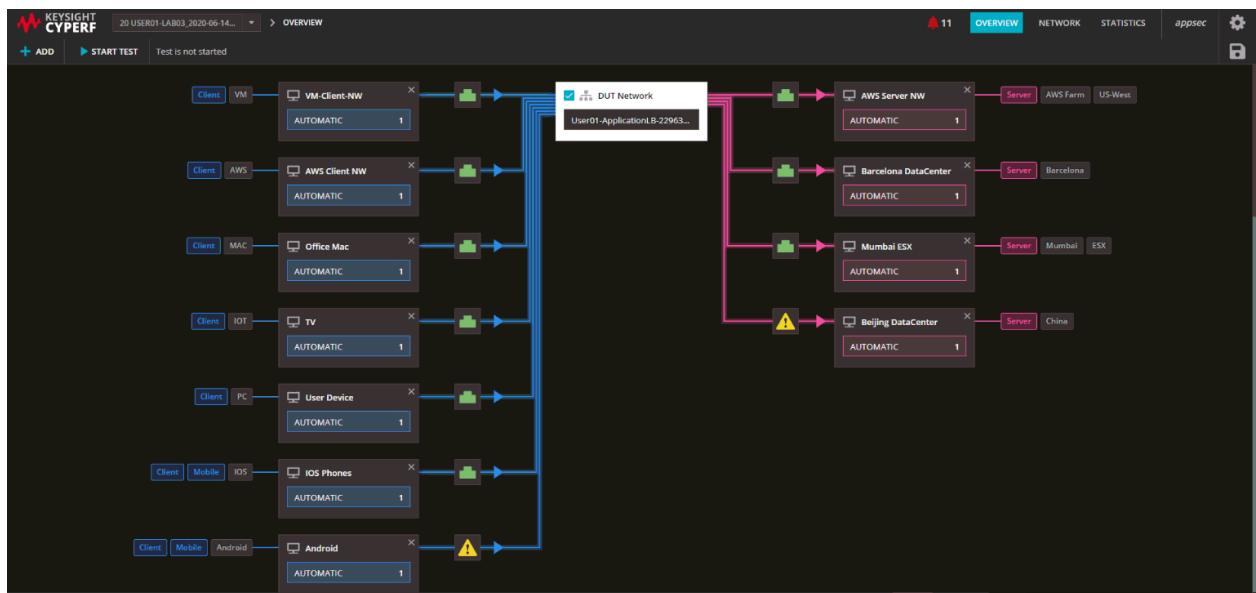 KEYSIGHT
CYPERF
20 USER01-LAB03_2020-06-14...
> OVERVIEW
11
OVERVIEW
NETWORK
STATISTICS
appsec
+ ADD
START TEST
Test is not started
Client VM
VM-Client-NW ×
AUTOMATIC 1
DUT Network
User01-ApplicationLB-22963...
AWS Server NW ×
AUTOMATIC 1
Server AWS Farm US-West
Client AWS
AWS Client NW ×
AUTOMATIC 1
Barcelona DataCenter ×
AUTOMATIC 1
Server Barcelona
Client MAC
Office Mac ×
AUTOMATIC 1
Mumbai ESX ×
AUTOMATIC 1
Server Mumbai ESX
Client IOT
TV ×
AUTOMATIC 1
Beijing DataCenter ×
AUTOMATIC 1
Server China
Client PC
User Device ×
AUTOMATIC 1
Client Mobile IOS
IOS Phones ×
AUTOMATIC 1
Client Mobile Android
Android ×
AUTOMATIC 1